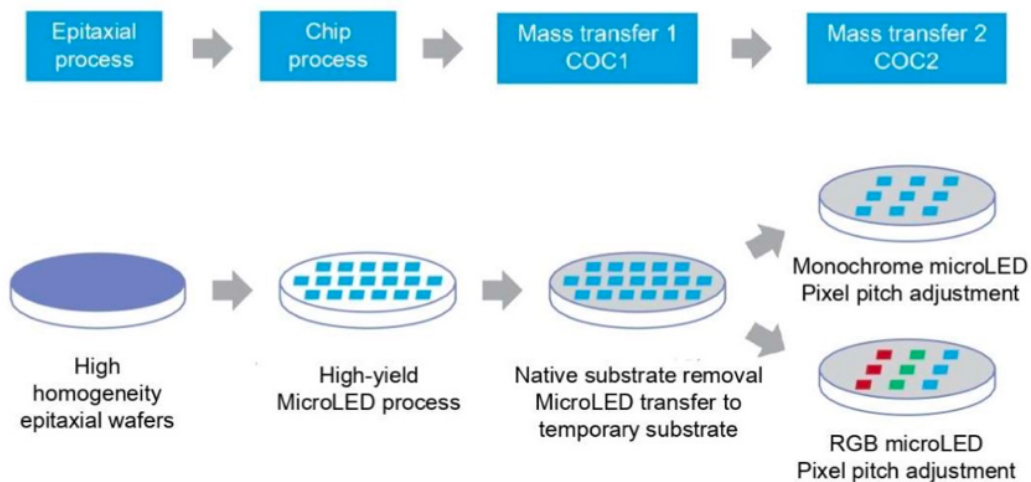 Epitaxial
process
Chip
process
Mass transfer 1
COC1
Mass transfer 2
COC2
High
homogeneity
epitaxial wafers
High-yield
MicroLED process
Native substrate removal
MicroLED transfer to
temporary substrate
Monochrome microLED
Pixel pitch adjustment
RGB microLED
Pixel pitch adjustment